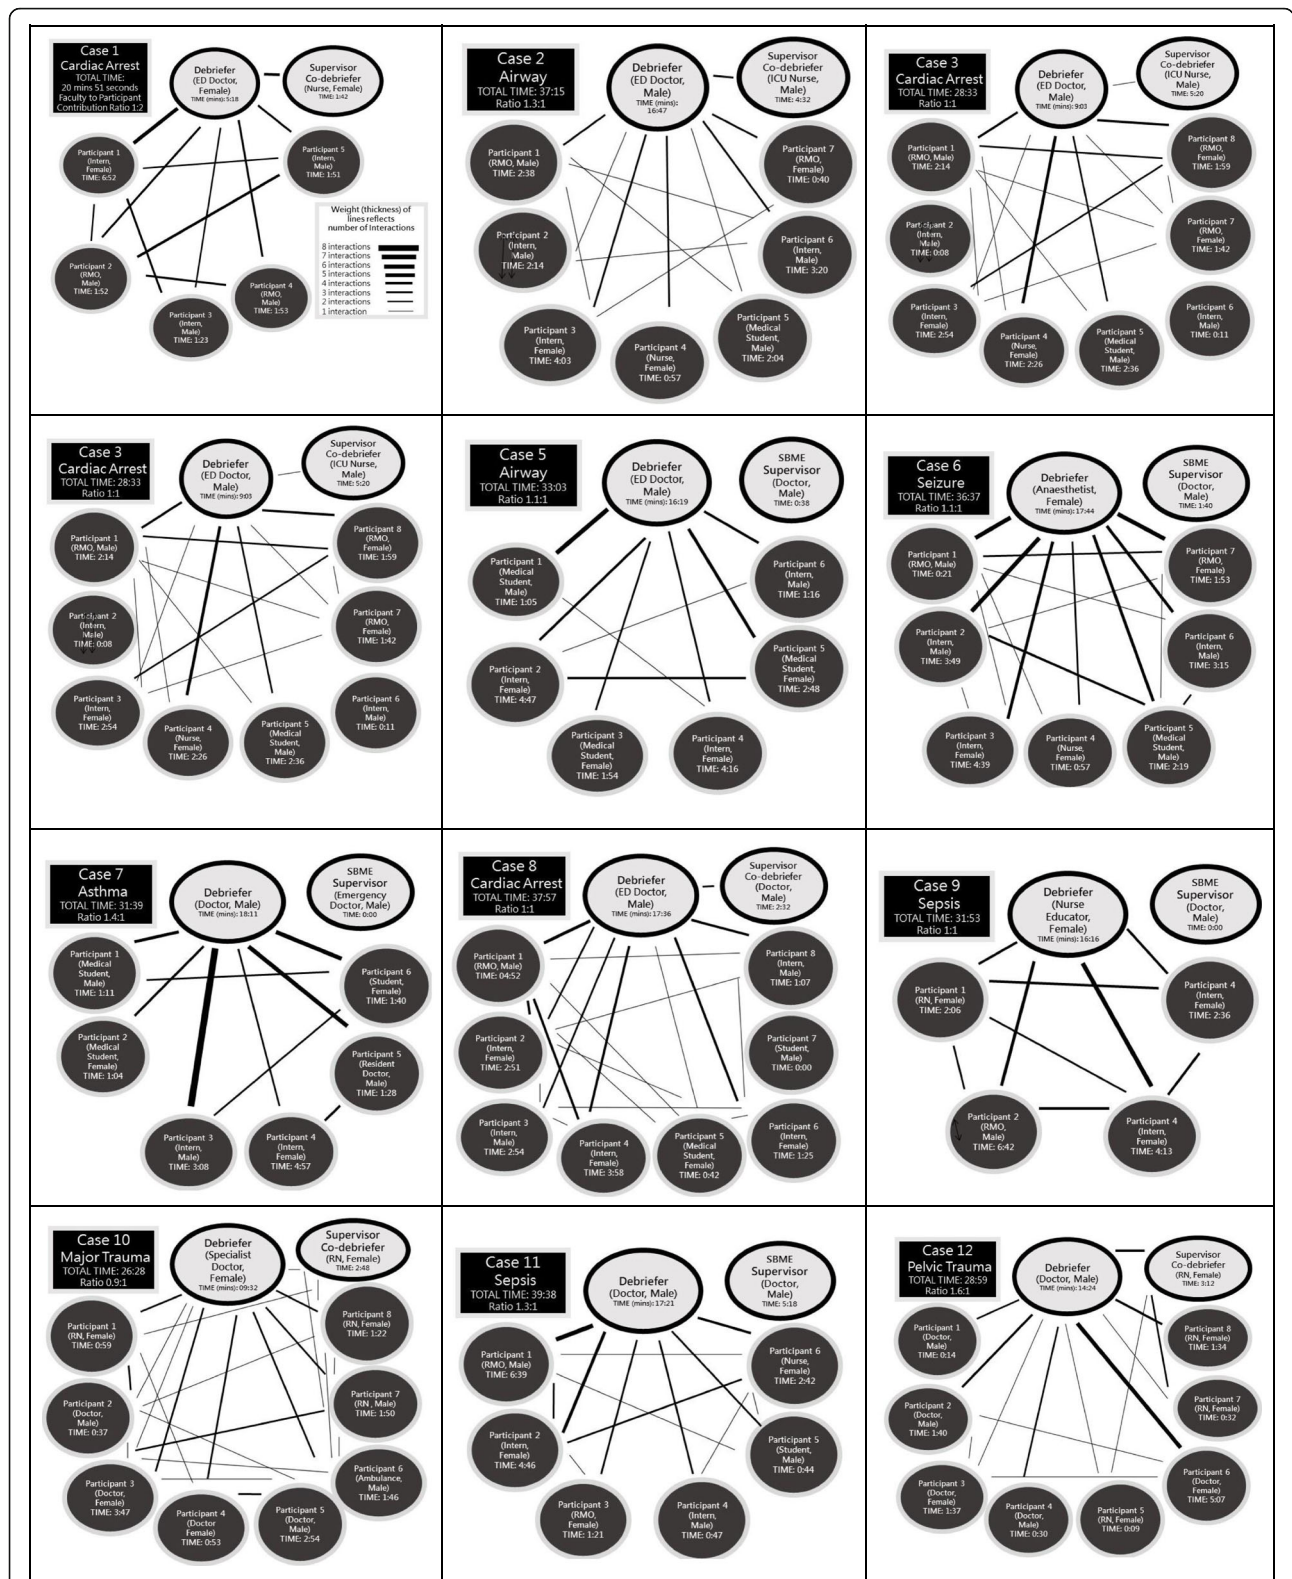 Case 1
Cardiac Arrest
TOTAL TIME:
20 mins 51 seconds
Faculty to Participant
Contribution Ratio 1:2
Debriefer
(ED Doctor,
Female)
TIME (mins): 5:18
Supervisor
Co-debriefer
(Nurse, Female)
TIME: 1:42
Participant 1
(Intern,
Female)
TIME: 6:52
Participant 5
(Intern,
Male)
TIME: 1:51
Participant 2
(RMO,
Male)
TIME: 1:52
Participant 3
(Intern,
Male)
TIME: 1:23
Participant 4
(RMO,
Male)
TIME: 1:53
Weight (thickness) of
lines reflects
number of Interactions
8 interactions
7 interactions
6 interactions
5 interactions
4 interactions
3 interactions
2 interactions
1 interaction
Case 2
Airway
TOTAL TIME: 37:15
Ratio 1.3:1
Debriefer
(ED Doctor,
Male)
TIME (mins):
16:47
Supervisor
Co-debriefer
(ICU Nurse,
Male)
TIME: 4:32
Participant 1
(RMO, Male)
TIME: 2:38
Participant 7
(RMO,
Female)
TIME: 0:40
Participant 2
(Intern,
Male)
TIME: 2:14
Participant 6
(Intern,
Male)
TIME: 3:20
Participant 3
(Intern,
Female)
TIME: 4:03
Participant 4
(Nurse,
Female)
TIME: 0:57
Participant 5
(Medical
Student,
Male)
TIME: 2:04
Case 3
Cardiac Arrest
TOTAL TIME: 28:33
Ratio 1:1
Debriefer
(ED Doctor,
Male)
TIME (mins): 9:03
Supervisor
Co-debriefer
(ICU Nurse,
Male)
TIME: 5:20
Participant 1
(RMO, Male)
TIME: 2:14
Participant 8
(RMO,
Female)
TIME: 1:59
Participant 2
(Intern,
Male)
TIME: 0:08
Participant 7
(RMO,
Female)
TIME: 1:42
Participant 3
(Intern,
Female)
TIME: 2:54
Participant 4
(Nurse,
Female)
TIME: 2:26
Participant 5
(Medical
Student,
Male)
TIME: 2:36
Participant 6
(Intern,
Male)
TIME: 0:11
Case 3
Cardiac Arrest
TOTAL TIME: 28:33
Ratio 1:1
Debriefer
(ED Doctor,
Male)
TIME (mins): 9:03
Supervisor
Co-debriefer
(ICU Nurse,
Male)
TIME: 5:20
Participant 1
(RMO, Male)
TIME: 2:14
Participant 8
(RMO,
Female)
TIME: 1:59
Participant 2
(Intern,
Male)
TIME: 0:08
Participant 7
(RMO,
Female)
TIME: 1:42
Participant 3
(Intern,
Female)
TIME: 2:54
Participant 4
(Nurse,
Female)
TIME: 2:26
Participant 5
(Medical
Student,
Male)
TIME: 2:36
Participant 6
(Intern,
Male)
TIME: 0:11
Case 5
Airway
TOTAL TIME: 33:03
Ratio 1.1:1
Debriefer
(ED Doctor,
Male)
TIME (mins): 16:19
SBME
Supervisor
(Doctor,
Male)
TIME: 0:38
Participant 1
(Medical
Student,
Male)
TIME: 1:05
Participant 6
(Intern,
Male)
TIME: 1:16
Participant 2
(Intern,
Female)
TIME: 4:47
Participant 5
(Medical
Student,
Female)
TIME: 2:48
Participant 3
(Medical
Student,
Female)
TIME: 1:54
Participant 4
(Intern,
Female)
TIME: 4:16
Case 6
Seizure
TOTAL TIME: 36:37
Ratio 1.1:1
Debriefer
(Anaesthetist,
Female)
TIME (mins): 17:44
SBME
Supervisor
(Doctor,
Male)
TIME: 1:40
Participant 1
(RMO, Male)
TIME: 0:21
Participant 7
(RMO,
Female)
TIME: 1:53
Participant 2
(Intern,
Male)
TIME: 3:49
Participant 6
(Intern,
Male)
TIME: 3:15
Participant 3
(Intern,
Female)
TIME: 4:39
Participant 4
(Nurse,
Female)
TIME: 0:57
Participant 5
(Medical
Student,
Male)
TIME: 2:19
Case 7
Asthma
TOTAL TIME: 31:39
Ratio 1.4:1
Debriefer
(Doctor, Male)
TIME (mins): 18:11
SBME
Supervisor
(Emergency
Doctor, Male)
TIME: 0:00
Participant 1
(Medical
Student,
Male)
TIME: 1:11
Participant 6
(Student,
Female)
TIME: 1:40
Participant 2
(Medical
Student,
Female)
TIME: 1:04
Participant 5
(Resident
Doctor,
Male)
TIME: 1:28
Participant 3
(Intern,
Male)
TIME: 3:08
Participant 4
(Intern,
Female)
TIME: 4:57
Case 8
Cardiac Arrest
TOTAL TIME: 37:57
Ratio 1:1
Debriefer
(ED Doctor,
Male)
TIME (mins): 17:36
Supervisor
Co-debriefer
(Doctor,
Male)
TIME: 2:32
Participant 1
(RMO, Male)
TIME: 04:52
Participant 8
(Intern,
Male)
TIME: 1:07
Participant 2
(Intern,
Female)
TIME: 2:51
Participant 7
(Student,
Male)
TIME: 0:00
Participant 3
(Intern,
Male)
TIME: 2:54
Participant 4
(Intern,
Female)
TIME: 3:58
Participant 5
(Medical
Student,
Female)
TIME: 0:42
Participant 6
(Intern,
Female)
TIME: 1:25
Case 9
Sepsis
TOTAL TIME: 31:53
Ratio 1:1
Debriefer
(Nurse
Educator,
Female)
TIME (mins): 16:16
SBME
Supervisor
(Doctor,
Male)
TIME: 0:00
Participant 1
(RN, Female)
TIME: 2:06
Participant 4
(Intern,
Female)
TIME: 2:36
Participant 2
(RMO,
Male)
TIME: 6:42
Participant 4
(Intern,
Female)
TIME: 4:13
Case 10
Major Trauma
TOTAL TIME: 26:28
Ratio 0.9:1
Debriefer
(Specialist
Doctor,
Female)
TIME (mins): 09:32
Supervisor
Co-debriefer
(RN, Female)
TIME: 2:48
Participant 1
(RN, Female)
TIME: 0:59
Participant 8
(RN, Female)
TIME: 1:22
Participant 2
(Doctor,
Male)
TIME: 0:37
Participant 7
(RN , Male)
TIME: 1:50
Participant 3
(Doctor,
Female)
TIME: 3:47
Participant 4
(Doctor
Female)
TIME: 0:53
Participant 5
(Doctor,
Male)
TIME: 2:54
Participant 6
(Ambulance,
Male)
TIME: 1:46
Case 11
Sepsis
TOTAL TIME: 39:38
Ratio 1.3:1
Debriefer
(Doctor, Male)
TIME (mins): 17:21
SBME
Supervisor
(Doctor,
Male)
TIME: 5:18
Participant 1
(RMO, Male)
TIME: 6:39
Participant 6
(Nurse,
Female)
TIME: 2:42
Participant 2
(Intern,
Female)
TIME: 4:46
Participant 5
(Student,
Male)
TIME: 0:44
Participant 3
(RMO,
Female)
TIME: 1:21
Participant 4
(Intern,
Male)
TIME: 0:47
Case 12
Pelvic Trauma
TOTAL TIME: 28:59
Ratio 1.6:1
Debriefer
(Doctor, Male)
TIME (mins): 14:24
Supervisor
Co-debriefer
(RN, Female)
TIME: 3:12
Participant 1
(Doctor,
Male)
TIME: 0:14
Participant 8
(RN, Female)
TIME: 1:34
Participant 2
(Doctor,
Male)
TIME: 1:40
Participant 7
(RN, Female)
TIME: 0:32
Participant 3
(Doctor,
Female)
TIME: 1:37
Participant 4
(Doctor,
Male)
TIME: 0:30
Participant 5
(RN, Female)
TIME: 0:09
Participant 6
(Doctor,
Female)
TIME: 5:07